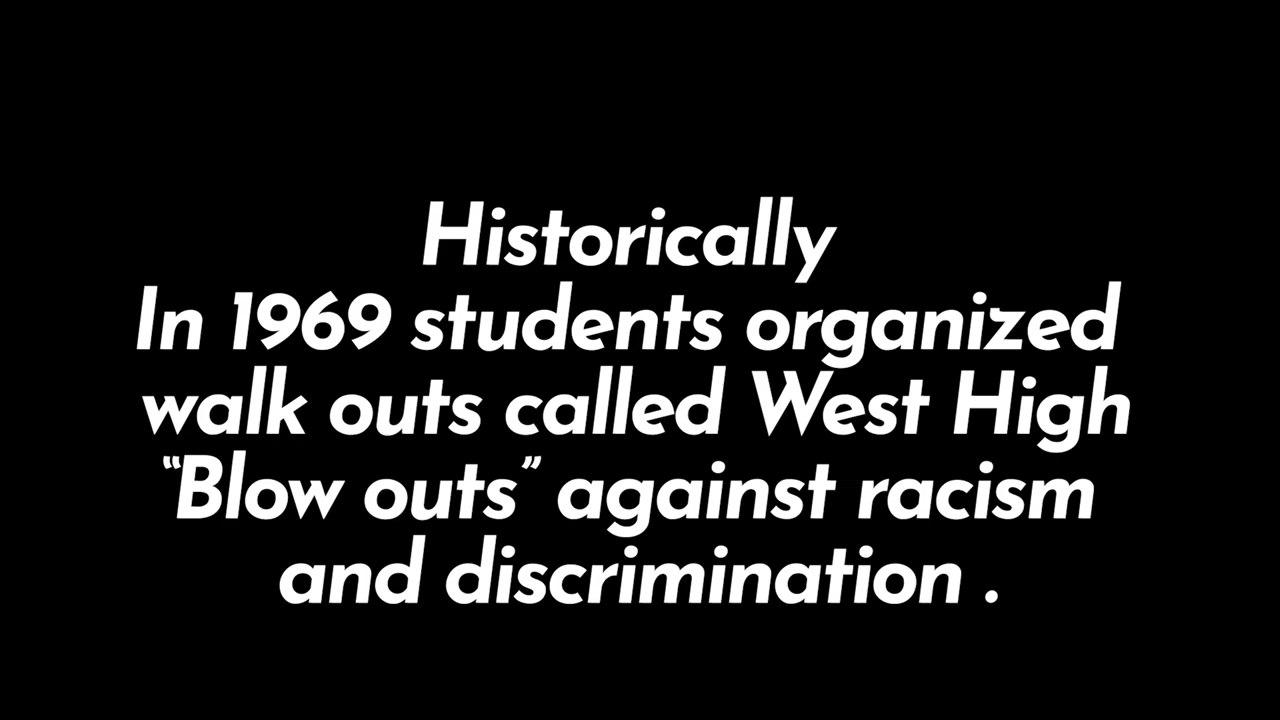 Historically
In 1969 students organized
walk outs called West High
“Blow outs” against racism
and discrimination .